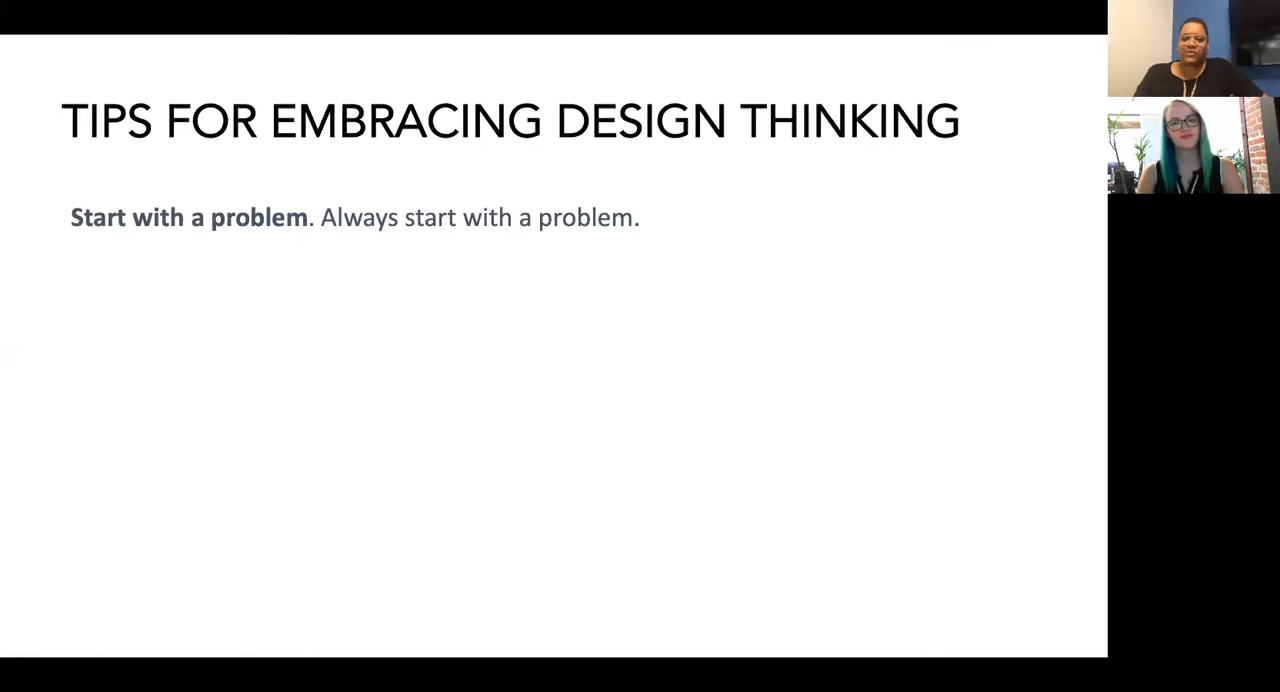 TIPS FOR EMBRACING DESIGN THINKING
Start with a problem. Always start with a problem.